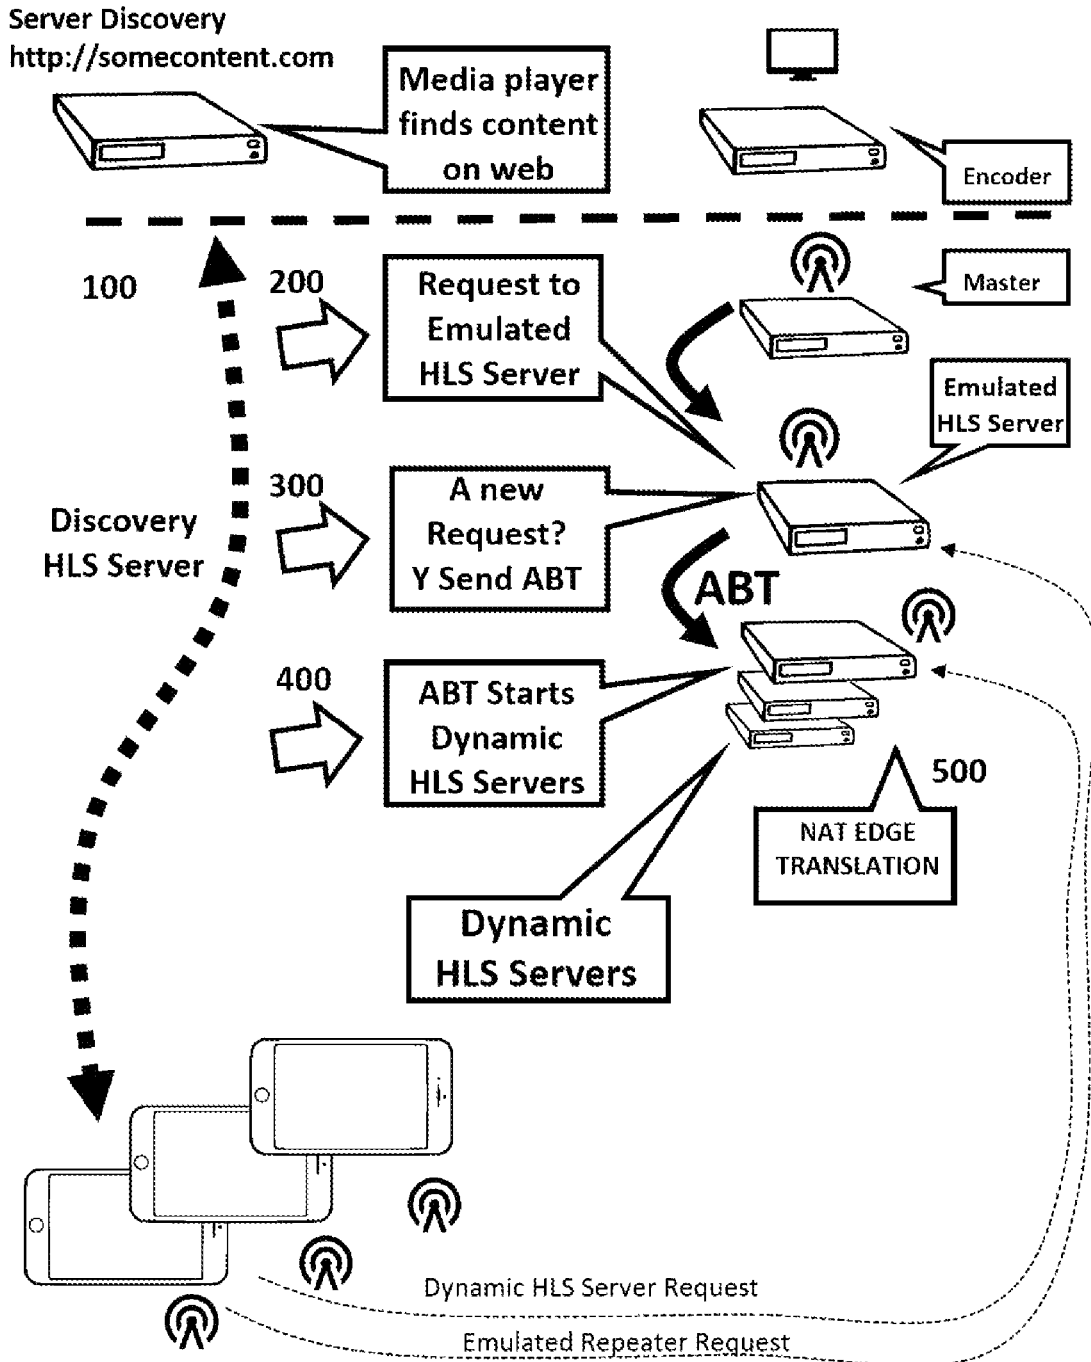 Server Discovery
http://somecontent.com
Media player
finds content
on web
Encoder
100
200
Request to
Emulated
HLS Server
Master
Emulated
HLS Server
300
A new
Request?
Y Send ABT
Discovery
HLS Server
ABT
400
ABT Starts
Dynamic
HLS Servers
500
NAT EDGE
TRANSLATION
Dynamic
HLS Servers
Dynamic HLS Server Request
Emulated Repeater Request